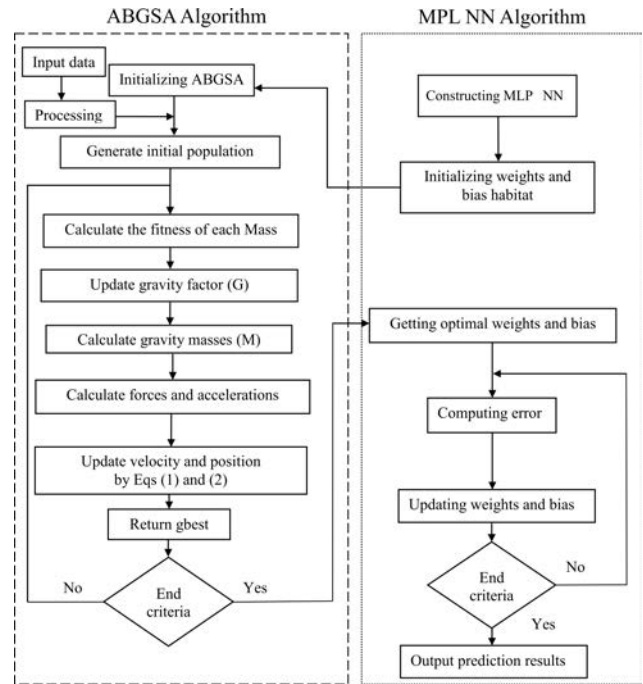 ABGSA Algorithm
Input data
Initializing ABGSA
Processing
Generate initial population
Calculate the fitness of each Mass
Update gravity factor (G)
Calculate gravity masses (M)
Calculate forces and accelerations
Update velocity and position
by Eqs (1) and (2)
Return gbest
No
End
criteria
Yes
MPL NN Algorithm
Constructing MLP NN
Initializing weights and
bias habitat
Getting optimal weights and bias
Computing error
Updating weights and bias
End
criteria
No
Yes
Output prediction results